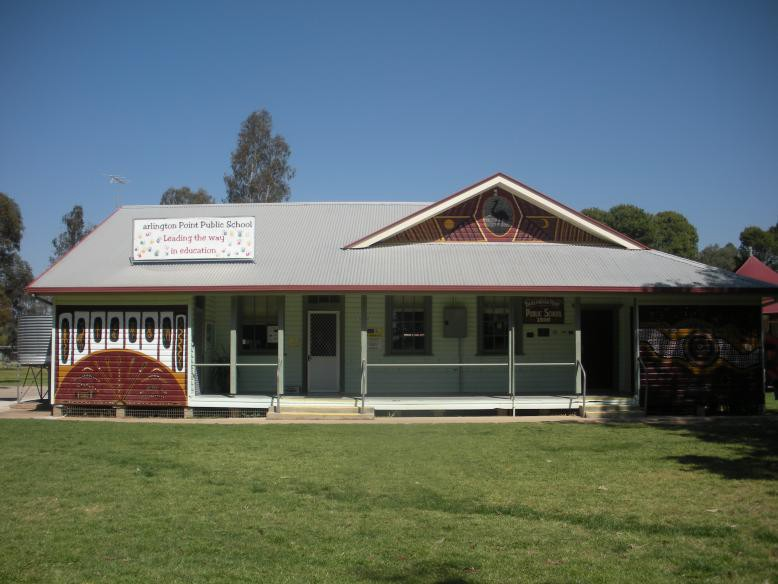 arlington Point Public School
Leading the way
in education
PUBLIC SCHOOL